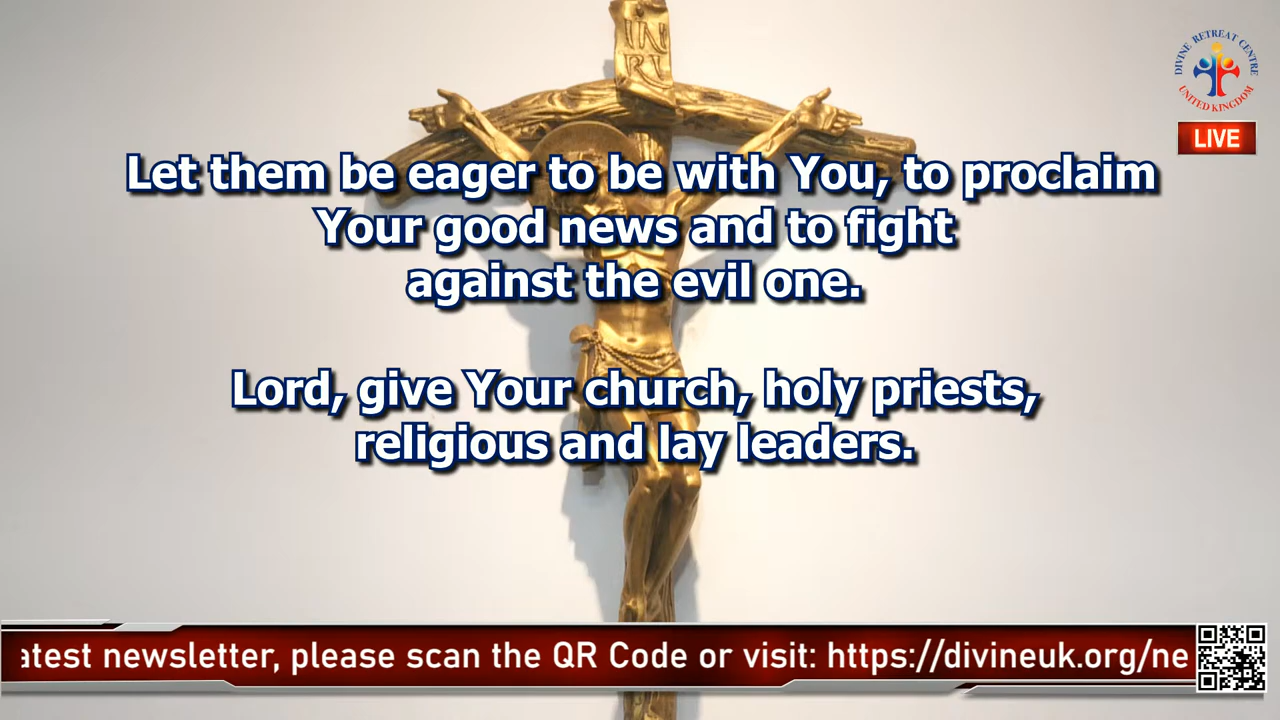 IN
RI
DIVINE RETREAT CENTRE
UNITED KINGDOM
LIVE
Let them be eager to be with You, to proclaim
Your good news and to fight
against the evil one.
Lord, give Your church, holy priests,
religious and lay leaders.
atest newsletter, please scan the QR Code or visit: https://divineuk.org/ne